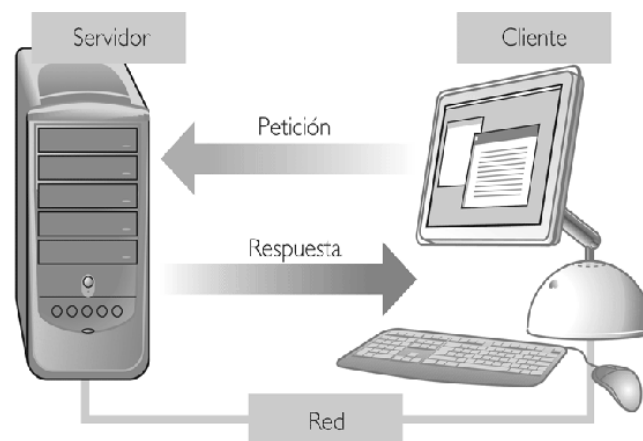 Servidor
Cliente
Petición
Respuesta
Red